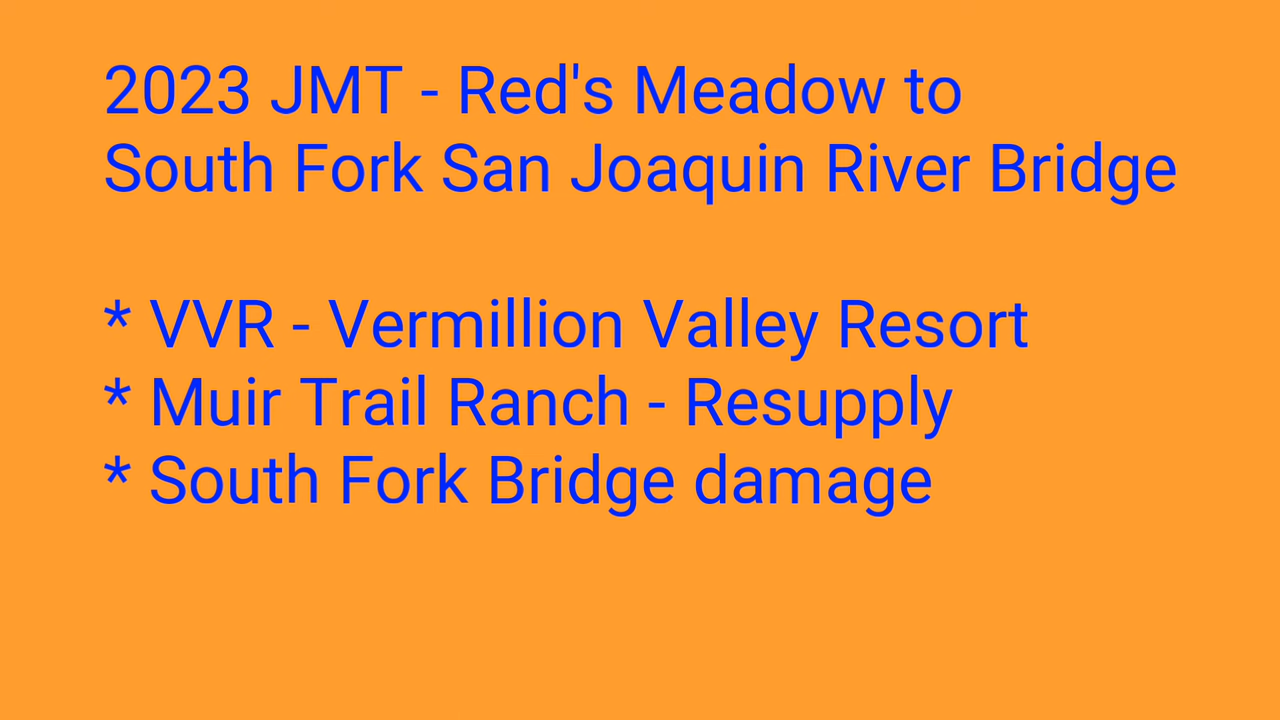 2023 JMT - Red's Meadow to
South Fork San Joaquin River Bridge
* VVR - Vermillion Valley Resort
* Muir Trail Ranch - Resupply
* South Fork Bridge damage